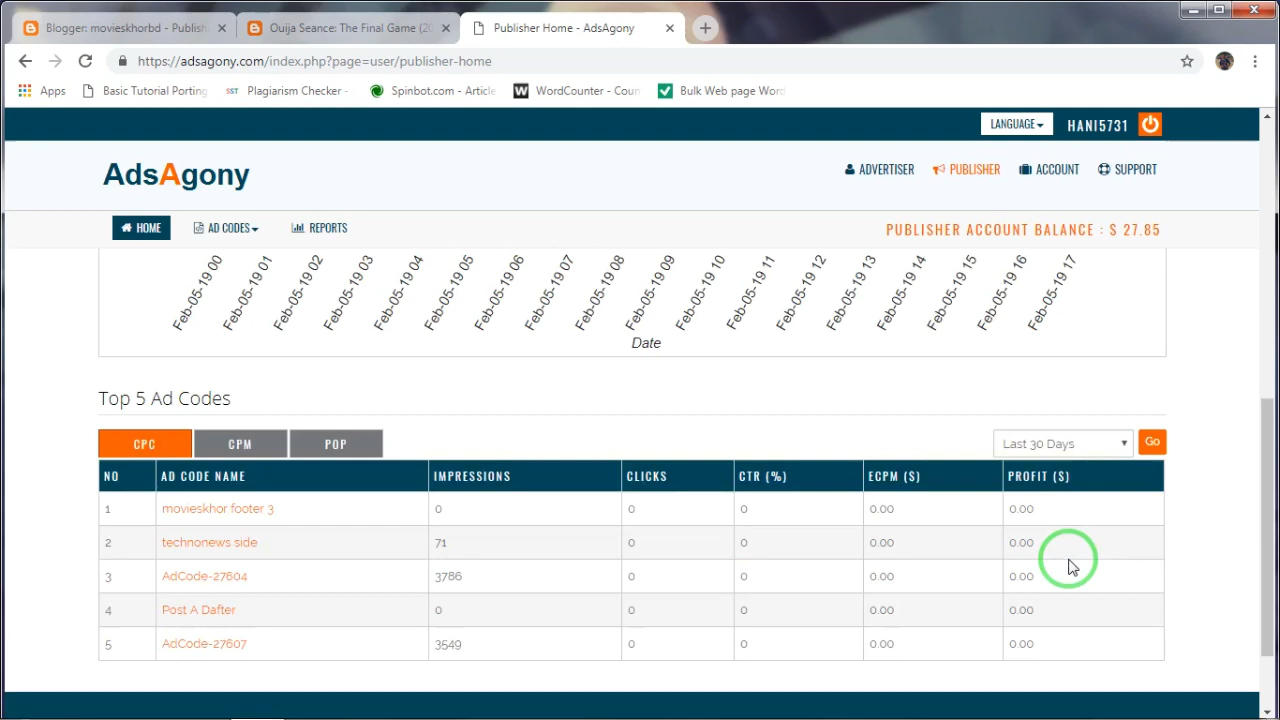 Blogger: movieskhorbd - Publish
Ouija Seance: The Final Game (20
Publisher Home - AdsAgony
https://adsagony.com/index.php?page=user/publisher-home
Apps
Basic Tutorial Porting
SST Plagiarism Checker -
Spinbot.com - Article
W WordCounter - Coun
Bulk Web page Word
LANGUAGE
HANI5731
AdsAgony
ADVERTISER
PUBLISHER
ACCOUNT
SUPPORT
HOME
AD CODES
REPORTS
PUBLISHER ACCOUNT BALANCE : $ 27.85
Feb-05-19 00
Feb-05-19 01
Feb-05-19 02
Feb-05-19 03
Feb-05-19 04
Feb-05-19 05
Feb-05-19 06
Feb-05-19 07
Feb-05-19 08
Feb-05-19 09
Feb-05-19 10
Feb-05-19 11
Feb-05-19 12
Feb-05-19 13
Feb-05-19 14
Feb-05-19 15
Feb-05-19 16
Feb-05-19 17
Date
Top 5 Ad Codes
CPC CPM POP
Last 30 Days Go
NO AD CODE NAME IMPRESSIONS CLICKS CTR (%) ECPM ($) PROFIT ($)
1 movieskhor footer 3 0 0 0 0.00 0.00
2 technonews side 71 0 0 0.00 0.00
3 AdCode-27604 3786 0 0 0.00 0.00
4 Post A Dafter 0 0 0 0.00 0.00
5 AdCode-27607 3549 0 0 0.00 0.00